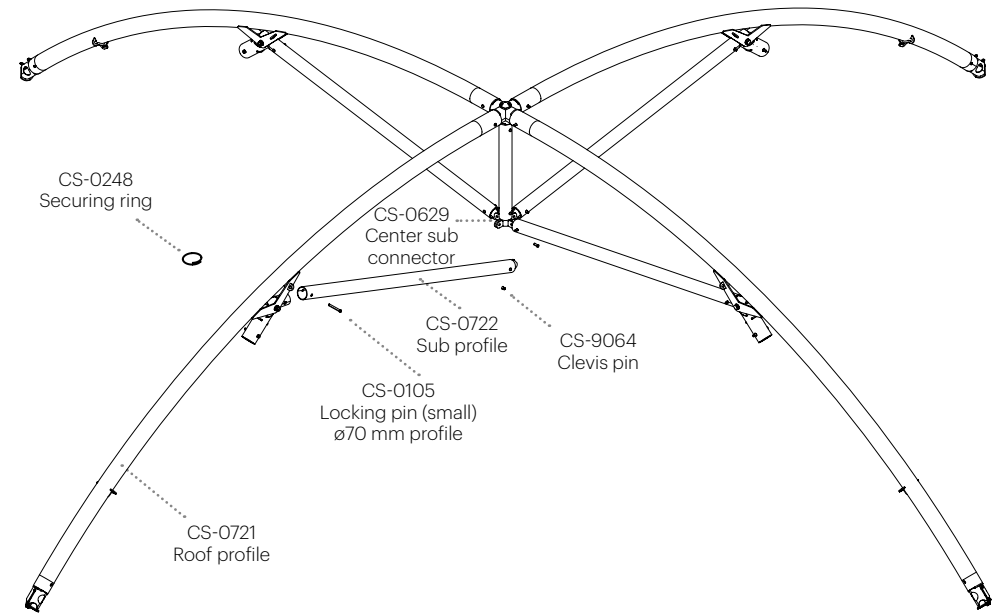 CS-0248
Securing ring
CS-0629
Center sub
connector
CS-0722
Sub profile
CS-9064
Clevis pin
CS-0105
Locking pin (small)
ø70 mm profile
CS-0721
Roof profile